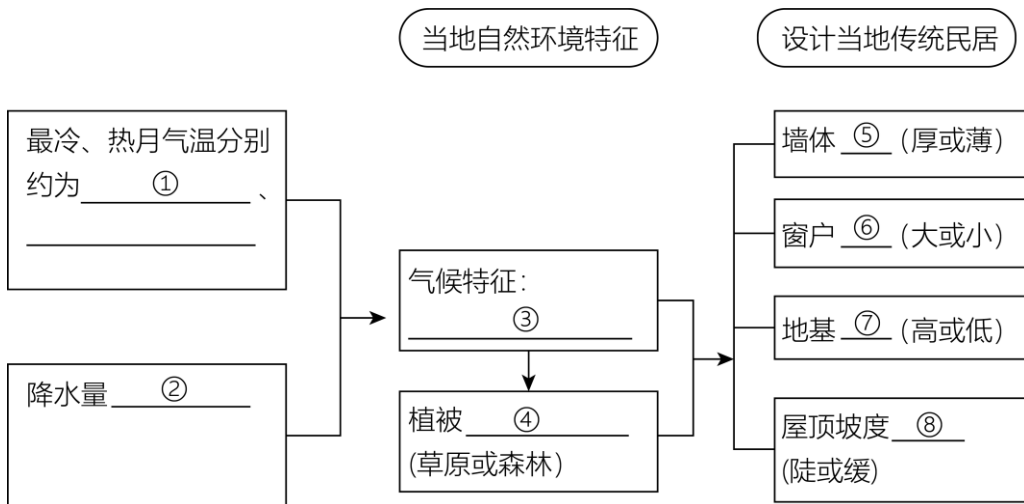 当地自然环境特征
设计当地传统民居
最冷、热月气温分别
约为 ① 、
降水量 ②
气候特征：
③
植被 ④
(草原或森林)
墙体 ⑤ (厚或薄)
窗户 ⑥ (大或小)
地基 ⑦ (高或低)
屋顶坡度 ⑧
(陡或缓)